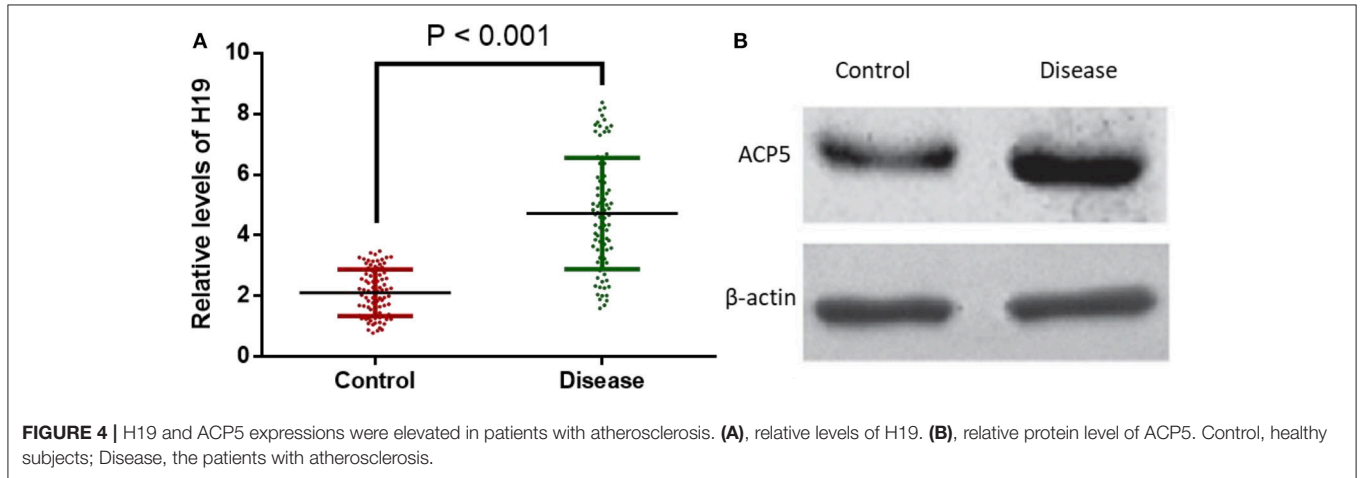 A
P < 0.001
Relative levels of H19
10
8
6
4
2
0
Control
Disease
B
Control
Disease
ACP5
β-actin
FIGURE 4 | H19 and ACP5 expressions were elevated in patients with atherosclerosis. (A), relative levels of H19. (B), relative protein level of ACP5. Control, healthy
subjects; Disease, the patients with atherosclerosis.